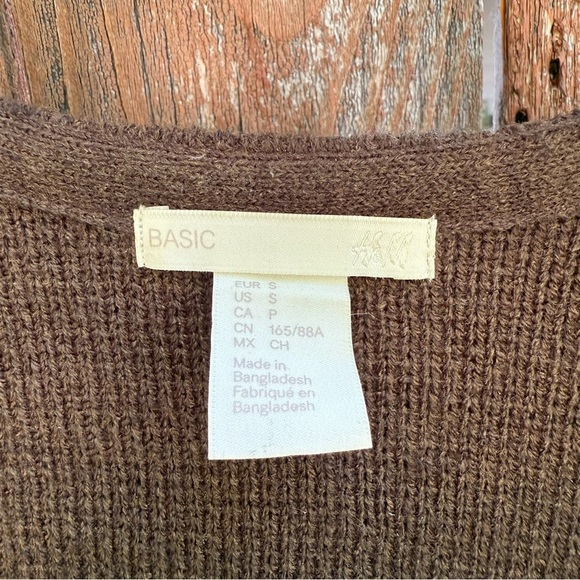 BASIC H&M
EUR S
US S
CA P
CN 165/88A
MX CH
Made in
Bangladesh
Fabriqué en
Bangladesh